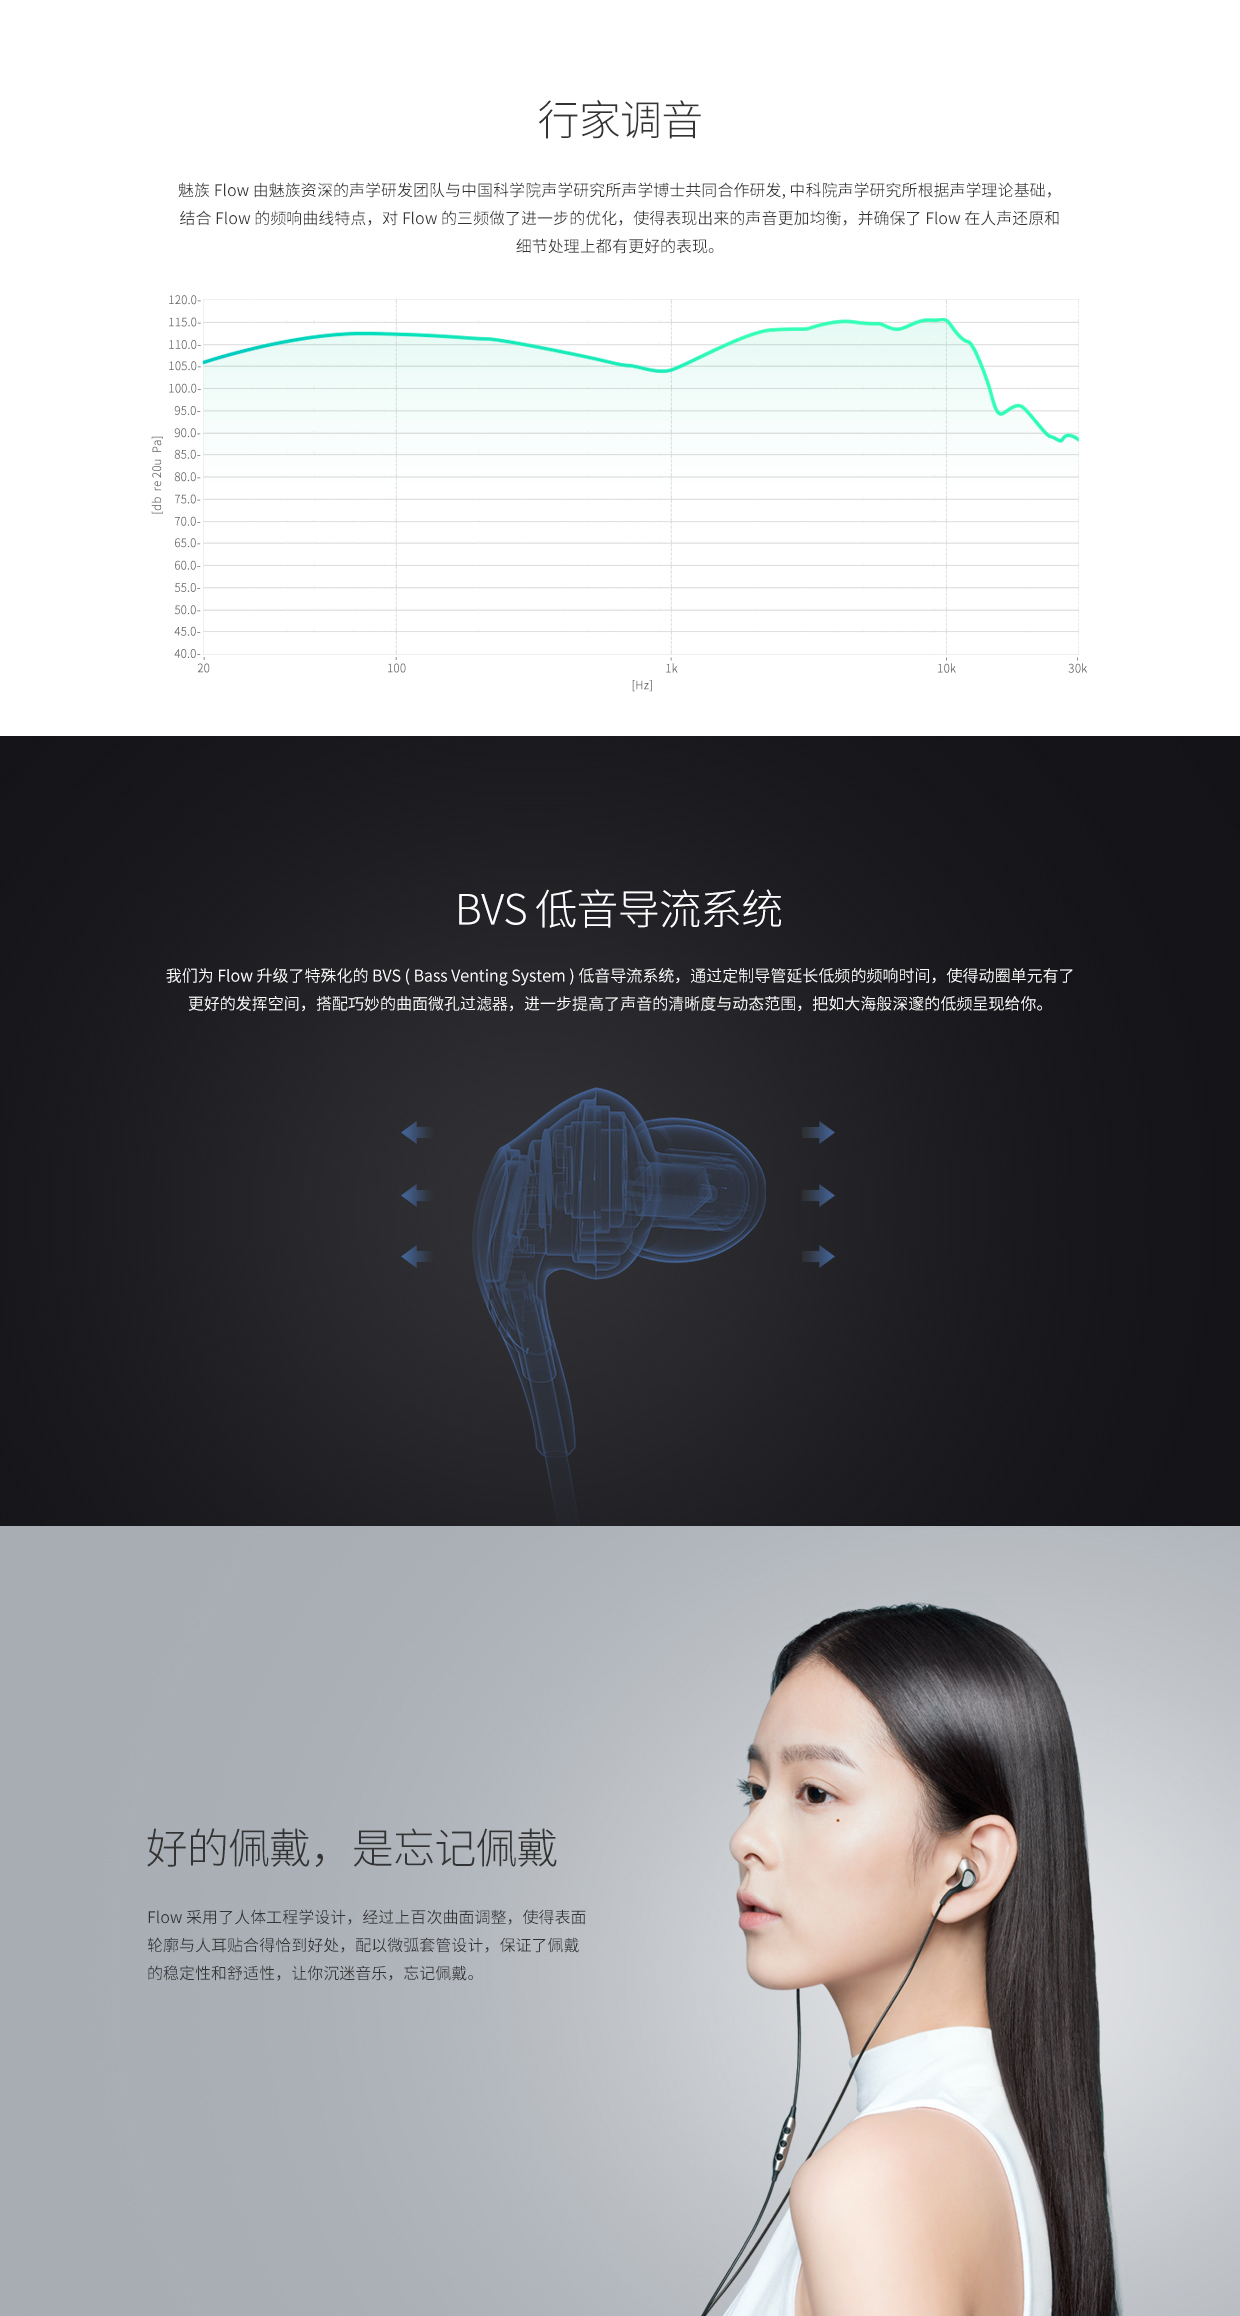 行家调音
魅族 Flow 由魅族资深的声学研发团队与中国科学院声学研究所声学博士共同合作研发, 中科院声学研究所根据声学理论基础，
结合 Flow 的频响曲线特点，对 Flow 的三频做了进一步的优化，使得表现出来的声音更加均衡，并确保了 Flow 在人声还原和
细节处理上都有更好的表现。
120.0-
115.0-
110.0-
105.0-
100.0-
95.0-
90.0-
85.0-
80.0-
75.0-
70.0-
65.0-
60.0-
55.0-
50.0-
45.0-
40.0-
[db re 20u Pa]
20 100 1k 10k 30k
[Hz]
BVS 低音导流系统
我们为 Flow 升级了特殊化的 BVS ( Bass Venting System ) 低音导流系统，通过定制导管延长低频的频响时间，使得动圈单元有了
更好的发挥空间，搭配巧妙的曲面微孔过滤器，进一步提高了声音的清晰度与动态范围，把如大海般深邃的低频呈现给你。
好的佩戴，是忘记佩戴
Flow 采用了人体工程学设计，经过上百次曲面调整，使得表面
轮廓与人耳贴合得恰到好处，配以微弧套管设计，保证了佩戴
的稳定性和舒适性，让你沉迷音乐，忘记佩戴。